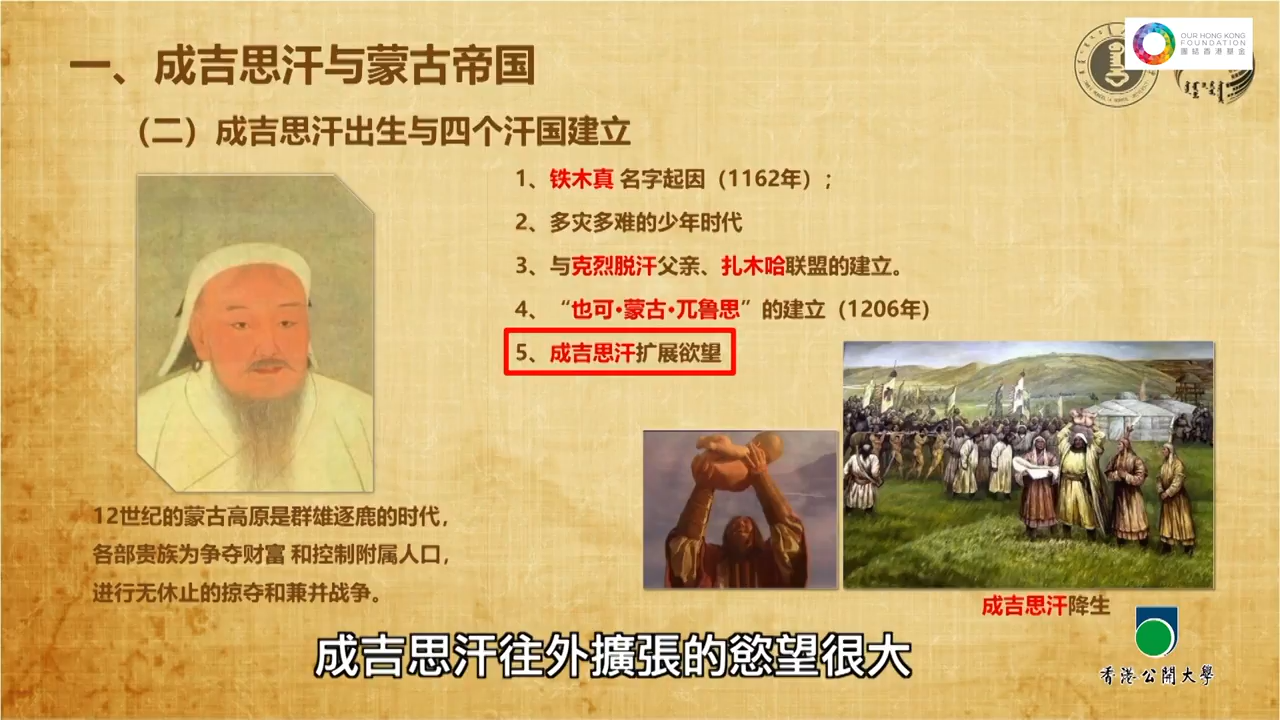 一、成吉思汗与蒙古帝国
OUR HONG KONG
FOUNDATION
團結香港基金
（二）成吉思汗出生与四个汗国建立
1、铁木真 名字起因（1162年）；
2、多灾多难的少年时代
3、与克烈脱汗父亲、扎木哈联盟的建立。
4、“也可·蒙古·兀鲁思”的建立（1206年）
5、成吉思汗扩展欲望
12世纪的蒙古高原是群雄逐鹿的时代，
各部贵族为争夺财富 和控制附属人口，
进行无休止的掠夺和兼并战争。
成吉思汗降生
成吉思汗往外擴張的慾望很大
香港公開大學